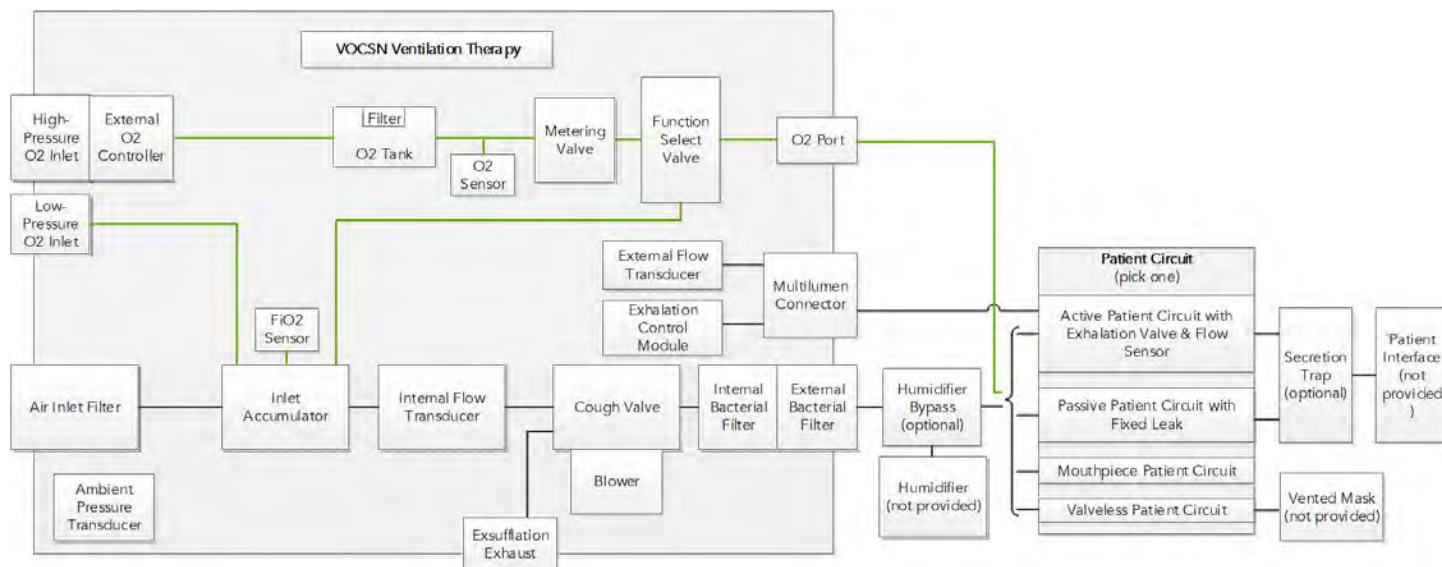 VOCSN Ventilation Therapy
High-
Pressure
O2 Inlet
External
O2
Controller
Filter
O2 Tank
O2
Sensor
Metering
Valve
Function
Select
Valve
O2 Port
Low-
Pressure
O2 Inlet
External Flow
Transducer
Multilumen
Connector
Exhalation
Control
Module
Patient Circuit
(pick one)
Active Patient Circuit with
Exhalation Valve & Flow
Sensor
Passive Patient Circuit with
Fixed Leak
Mouthpiece Patient Circuit
Valveless Patient Circuit
Secretion
Trap
(optional)
Patient
Interface
(not
provided
)
Vented Mask
(not provided)
FiO2
Sensor
Air Inlet Filter
Inlet
Accumulator
Internal Flow
Transducer
Cough Valve
Blower
Internal
Bacterial
Filter
External
Bacterial
Filter
Humidifier
Bypass
(optional)
Humidifier
(not provided)
Ambient
Pressure
Transducer
Exsufflation
Exhaust